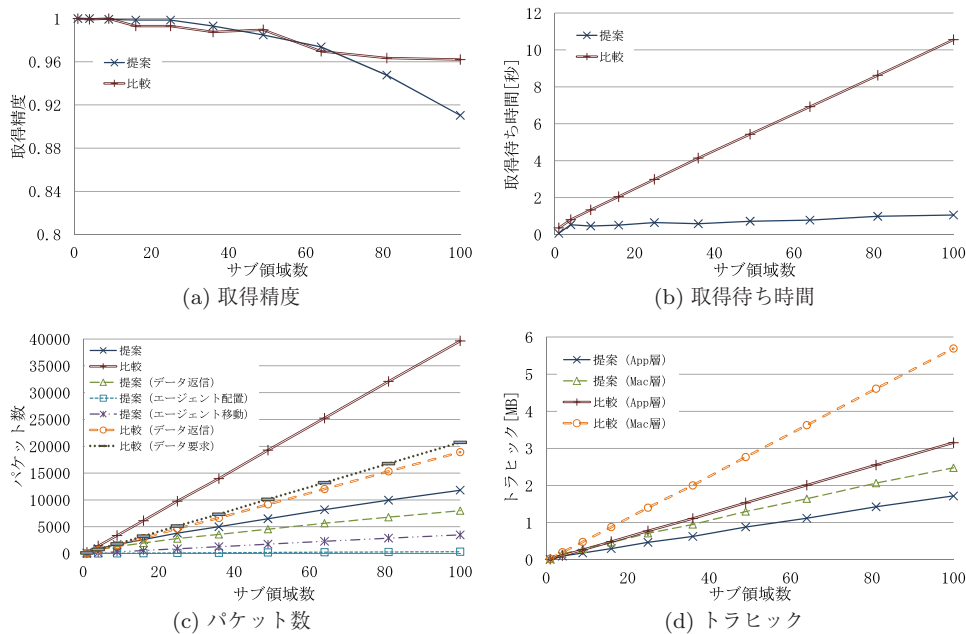 1
0.96
0.92
0.88
0.84
0.8
取得精度
提案
比較
0 20 40 60 80 100
サブ領域数
(a) 取得精度
12
10
8
6
4
2
0
取得待ち時間[秒]
提案
比較
0 20 40 60 80 100
サブ領域数
(b) 取得待ち時間
40000
35000
30000
25000
20000
15000
10000
5000
0
パケット数
提案
比較
提案（データ返信）
提案（エージェント配置）
提案（エージェント移動）
比較（データ返信）
比較（データ要求）
0 20 40 60 80 100
サブ領域数
(c) パケット数
6
5
4
3
2
1
0
トラヒック[MB]
提案（App層）
提案（Mac層）
比較（App層）
比較（Mac層）
0 20 40 60 80 100
サブ領域数
(d) トラヒック